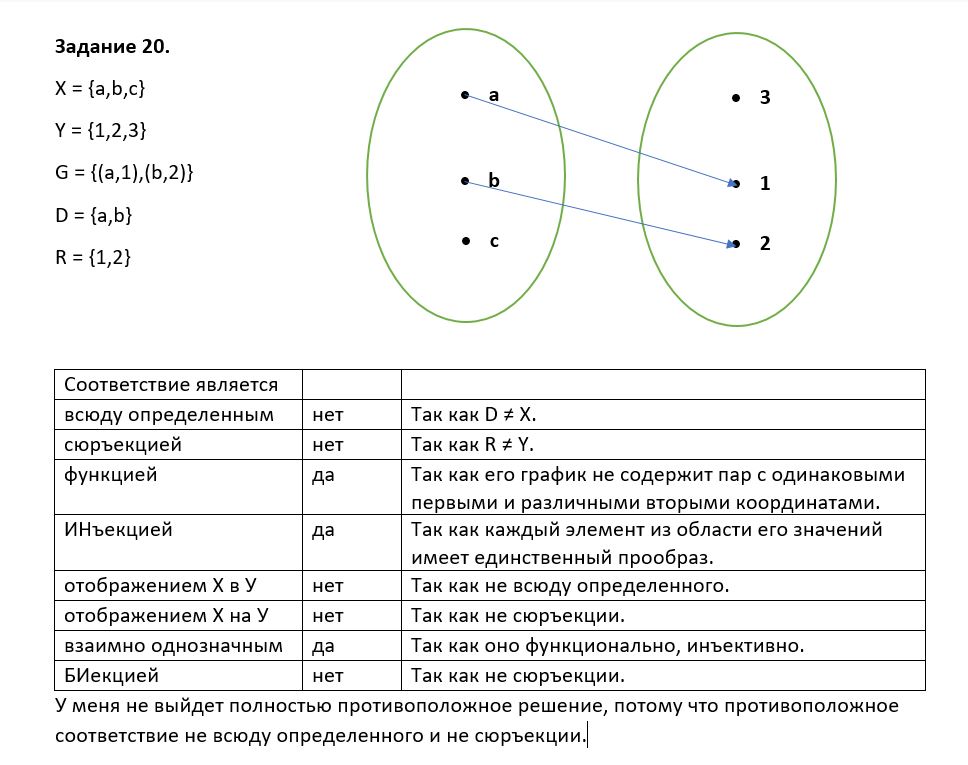 Задание 20.
X = {a,b,c}
Y = {1,2,3}
G = {(a,1),(b,2)}
D = {a,b}
R = {1,2}
a
b
c
3
1
2
Соответствие является
всюду определенным нет Так как D ≠ X.
сюръекцией нет Так как R ≠ Y.
функцией да Так как его график не содержит пар с одинаковыми
первыми и различными вторыми координатами.
ИНъекцией да Так как каждый элемент из области его значений
имеет единственный прообраз.
отображением X в У нет Так как не всюду определенного.
отображением X на У нет Так как не сюръекции.
взаимно однозначным да Так как оно функционально, инъективно.
БИекцией нет Так как не сюръекции.
У меня не выйдет полностью противоположное решение, потому что противоположное
соответствие не всюду определенного и не сюръекции.